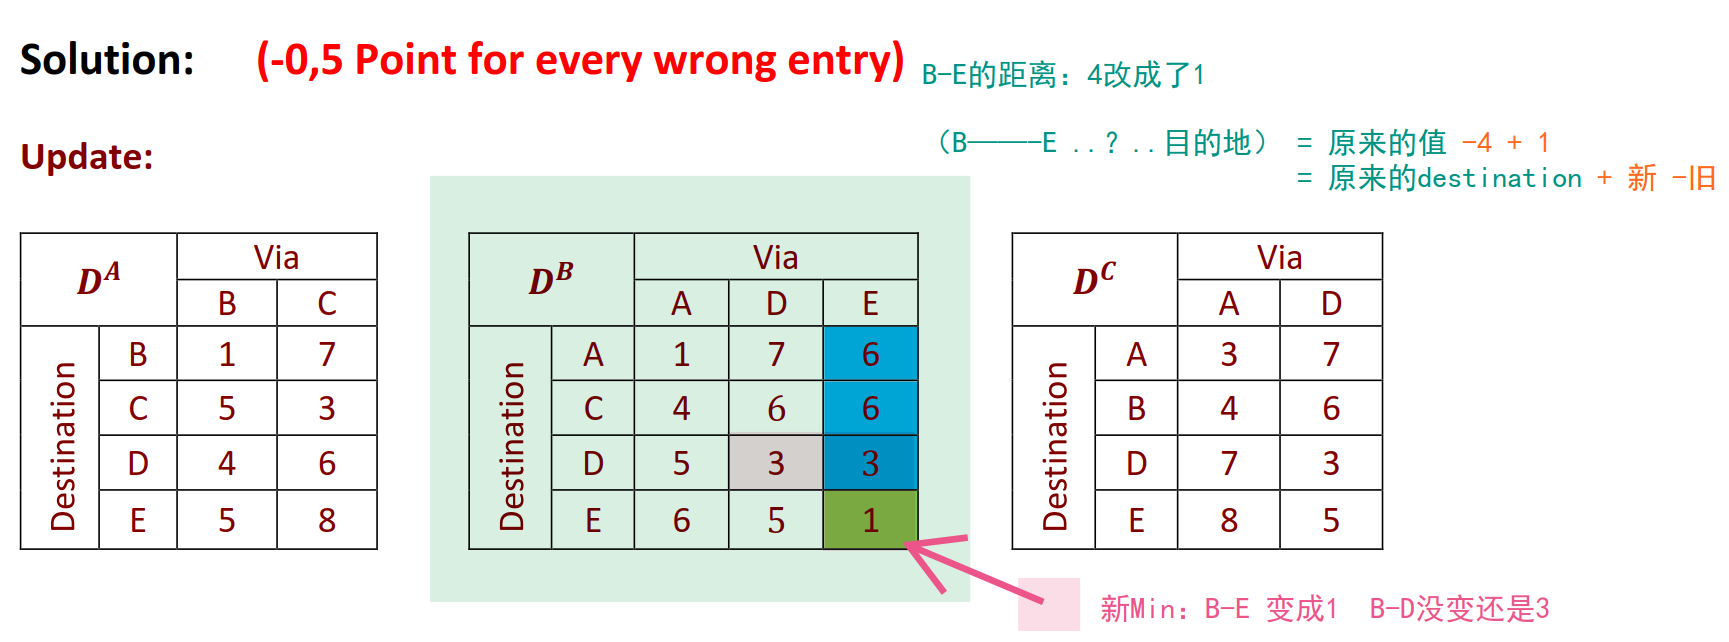 Solution: (-0,5 Point for every wrong entry)
B-E的距离：4改成了1
（B————E ..?..目的地） = 原来的值 -4 + 1
= 原来的destination + 新 -旧
Update:
D^A Via
B C
Destination
B 1 7
C 5 3
D 4 6
E 5 8
D^B Via
A D E
Destination
A 1 7 6
C 4 6 6
D 5 3 3
E 6 5 1
D^C Via
A D
Destination
A 3 7
B 4 6
D 7 3
E 8 5
新Min：B-E 变成1 B-D没变还是3